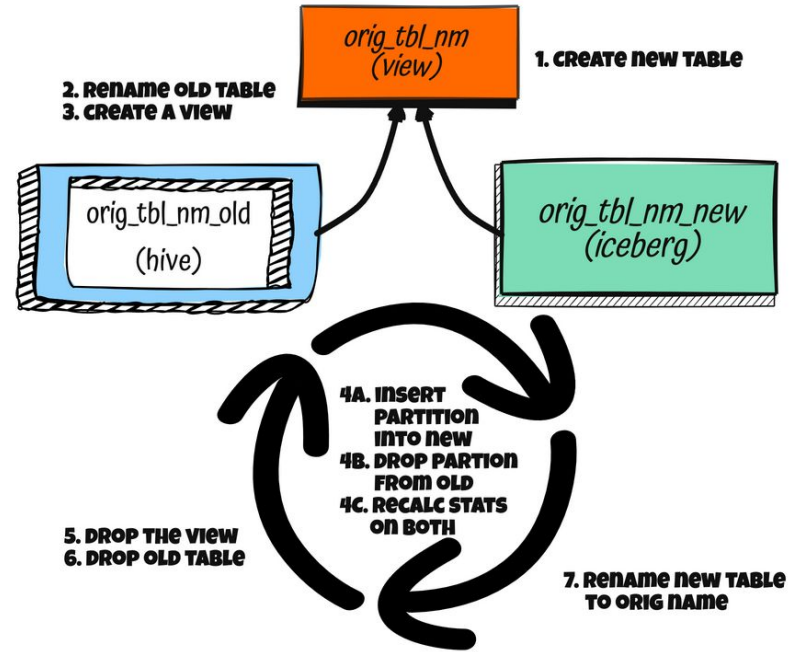 orig_tbl_nm
(view)
1. Create new table
2. Rename old table
3. Create a view
orig_tbl_nm_old
(hive)
orig_tbl_nm_new
(iceberg)
4a. Insert
partition
into new
4b. Drop partion
from old
4c. Recalc stats
on both
5. Drop the view
6. Drop old table
7. Rename new table
to orig name